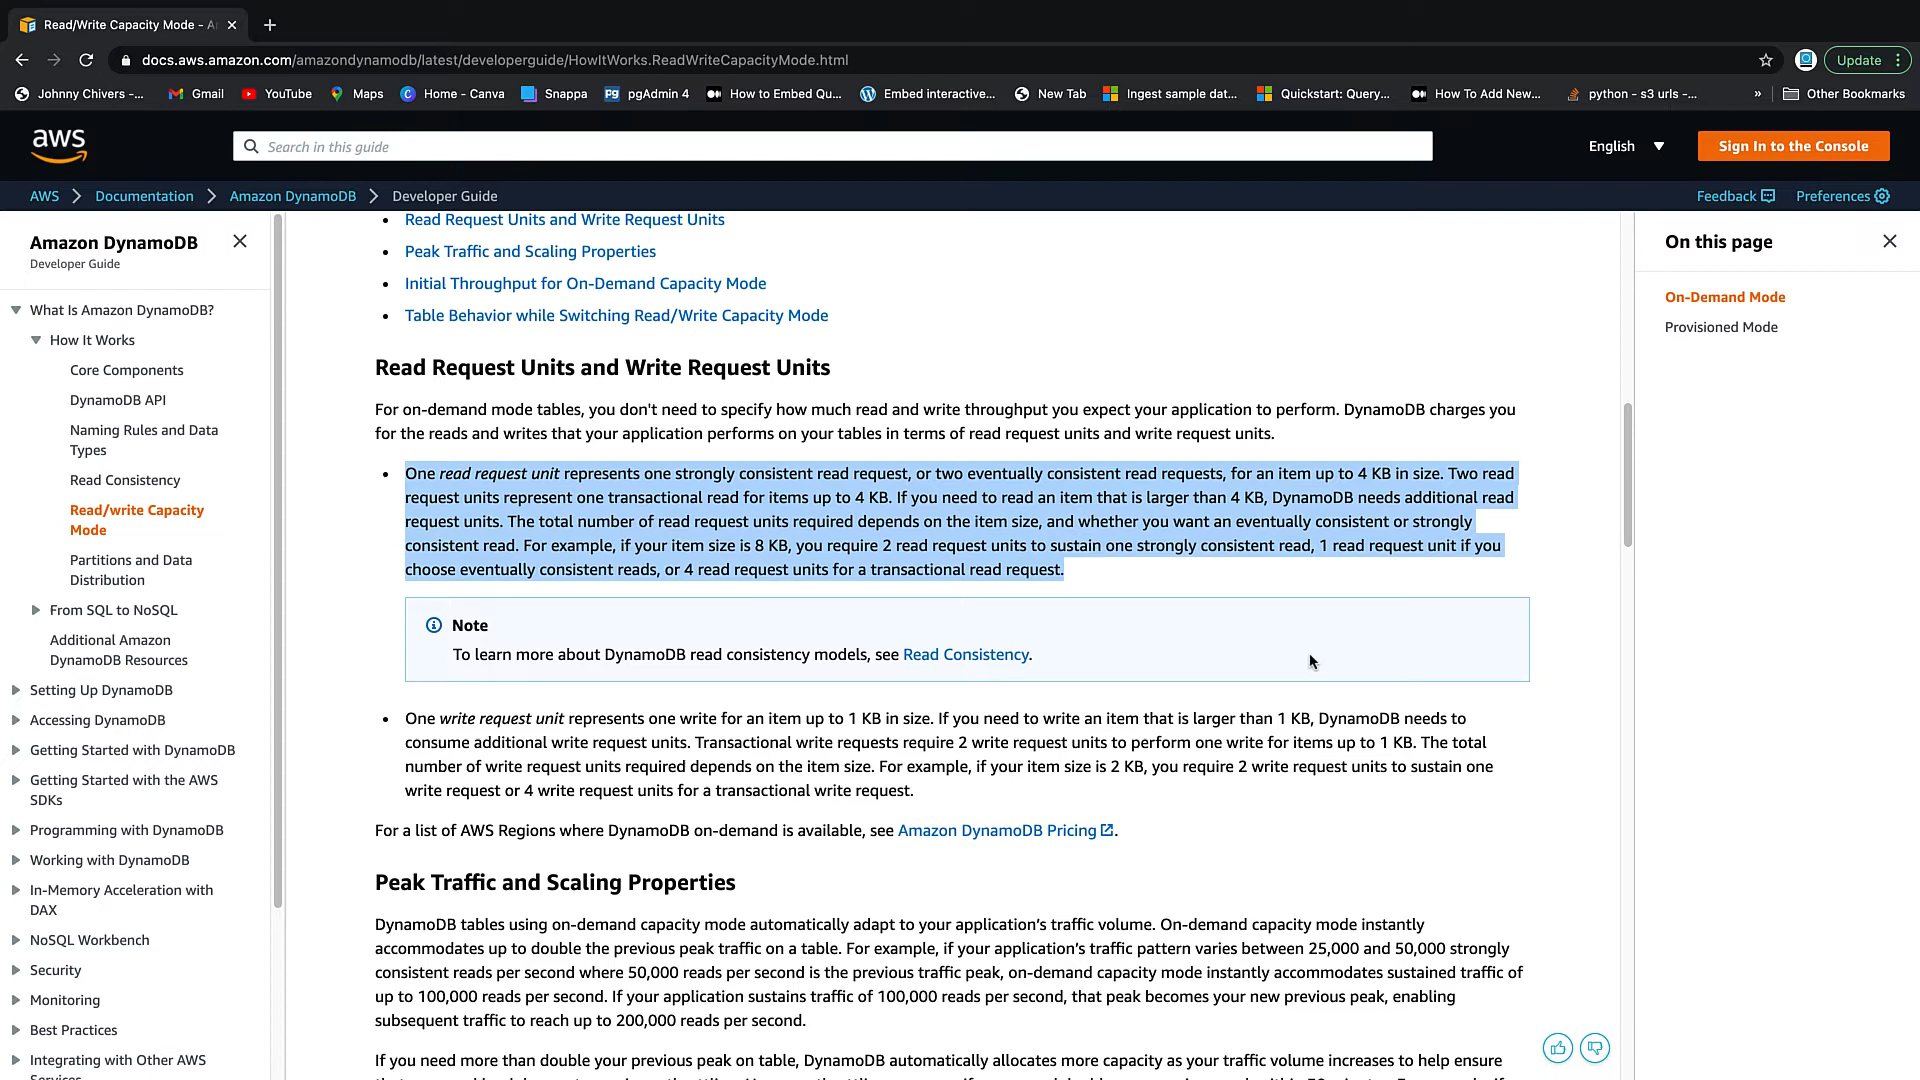 Read/Write Capacity Mode - A
docs.aws.amazon.com/amazondynamodb/latest/developerguide/HowItWorks.ReadWriteCapacityMode.html
Update
Johnny Chivers -...
Gmail
YouTube
Maps
Home - Canva
Snappa
pgAdmin 4
How to Embed Qu...
Embed interactive...
New Tab
Ingest sample dat...
Quickstart: Query,...
How To Add New...
python - s3 urls -...
»
Other Bookmarks
aws
Search in this guide
English
Sign In to the Console
AWS
Documentation
Amazon DynamoDB
Developer Guide
Feedback
Preferences
Amazon DynamoDB
Developer Guide
What Is Amazon DynamoDB?
How It Works
Core Components
DynamoDB API
Naming Rules and Data
Types
Read Consistency
Read/write Capacity
Mode
Partitions and Data
Distribution
From SQL to NoSQL
Additional Amazon
DynamoDB Resources
Setting Up DynamoDB
Accessing DynamoDB
Getting Started with DynamoDB
Getting Started with the AWS
SDKs
Programming with DynamoDB
Working with DynamoDB
In-Memory Acceleration with
DAX
NoSQL Workbench
Security
Monitoring
Best Practices
Integrating with Other AWS
• Read Request Units and Write Request Units
• Peak Traffic and Scaling Properties
• Initial Throughput for On-Demand Capacity Mode
• Table Behavior while Switching Read/Write Capacity Mode
Read Request Units and Write Request Units
For on-demand mode tables, you don't need to specify how much read and write throughput you expect your application to perform. DynamoDB charges you
for the reads and writes that your application performs on your tables in terms of read request units and write request units.
• One read request unit represents one strongly consistent read request, or two eventually consistent read requests, for an item up to 4 KB in size. Two read
request units represent one transactional read for items up to 4 KB. If you need to read an item that is larger than 4 KB, DynamoDB needs additional read
request units. The total number of read request units required depends on the item size, and whether you want an eventually consistent or strongly
consistent read. For example, if your item size is 8 KB, you require 2 read request units to sustain one strongly consistent read, 1 read request unit if you
choose eventually consistent reads, or 4 read request units for a transactional read request.
Note
To learn more about DynamoDB read consistency models, see Read Consistency.
• One write request unit represents one write for an item up to 1 KB in size. If you need to write an item that is larger than 1 KB, DynamoDB needs to
consume additional write request units. Transactional write requests require 2 write request units to perform one write for items up to 1 KB. The total
number of write request units required depends on the item size. For example, if your item size is 2 KB, you require 2 write request units to sustain one
write request or 4 write request units for a transactional write request.
For a list of AWS Regions where DynamoDB on-demand is available, see Amazon DynamoDB Pricing.
Peak Traffic and Scaling Properties
DynamoDB tables using on-demand capacity mode automatically adapt to your application’s traffic volume. On-demand capacity mode instantly
accommodates up to double the previous peak traffic on a table. For example, if your application’s traffic pattern varies between 25,000 and 50,000 strongly
consistent reads per second where 50,000 reads per second is the previous traffic peak, on-demand capacity mode instantly accommodates sustained traffic of
up to 100,000 reads per second. If your application sustains traffic of 100,000 reads per second, that peak becomes your new previous peak, enabling
subsequent traffic to reach up to 200,000 reads per second.
If you need more than double your previous peak on table, DynamoDB automatically allocates more capacity as your traffic volume increases to help ensure
On this page
On-Demand Mode
Provisioned Mode